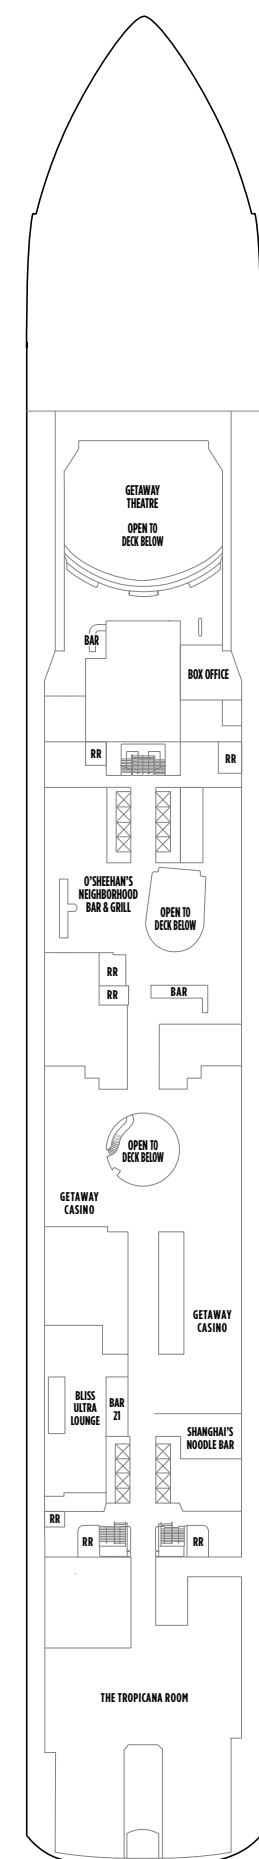 GETAWAY
THEATRE
OPEN TO
DECK BELOW
BAR
BOX OFFICE
RR
RR
O'SHEEHAN'S
NEIGHBORHOOD
BAR & GRILL
OPEN TO
DECK BELOW
RR
RR
BAR
OPEN TO
DECK BELOW
GETAWAY
CASINO
GETAWAY
CASINO
BLISS
ULTRA
LOUNGE
BAR
21
SHANGHAI'S
NOODLE BAR
RR
RR
RR
THE TROPICANA ROOM